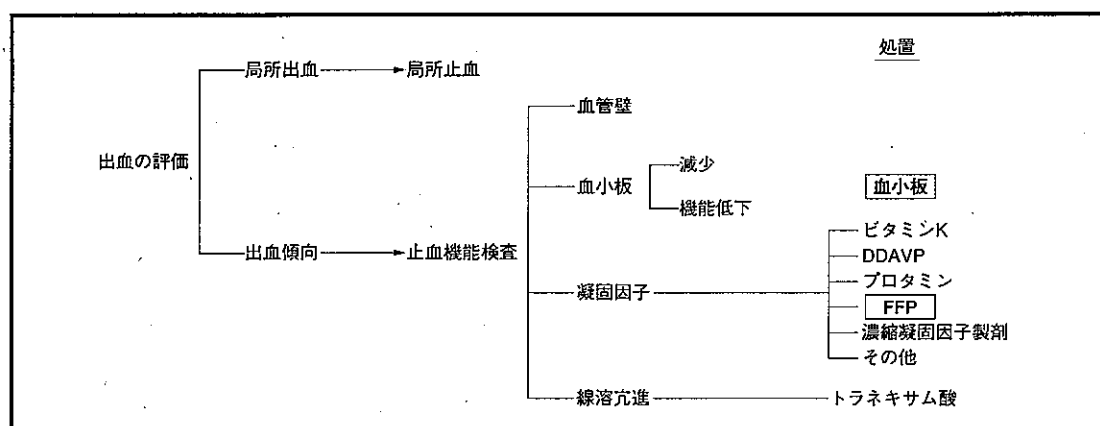 処置
局所出血
局所止血
血管壁
出血の評価
減少
血小板
機能低下
血小板
出血傾向
止血機能検査
ビタミンK
DDAVP
プロタミン
凝固因子
FFP
濃縮凝固因子製剤
その他
線溶亢進
トラネキサム酸